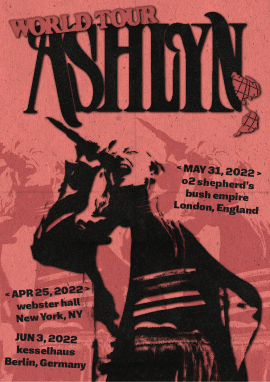 WORLD TOUR
ASHLYN
< MAY 31, 2022 >
o2 shepherd's
bush empire
London, England
< APR 25, 2022 >
webster hall
New York, NY
JUN 3, 2022
kesselhaus
Berlin, Germany